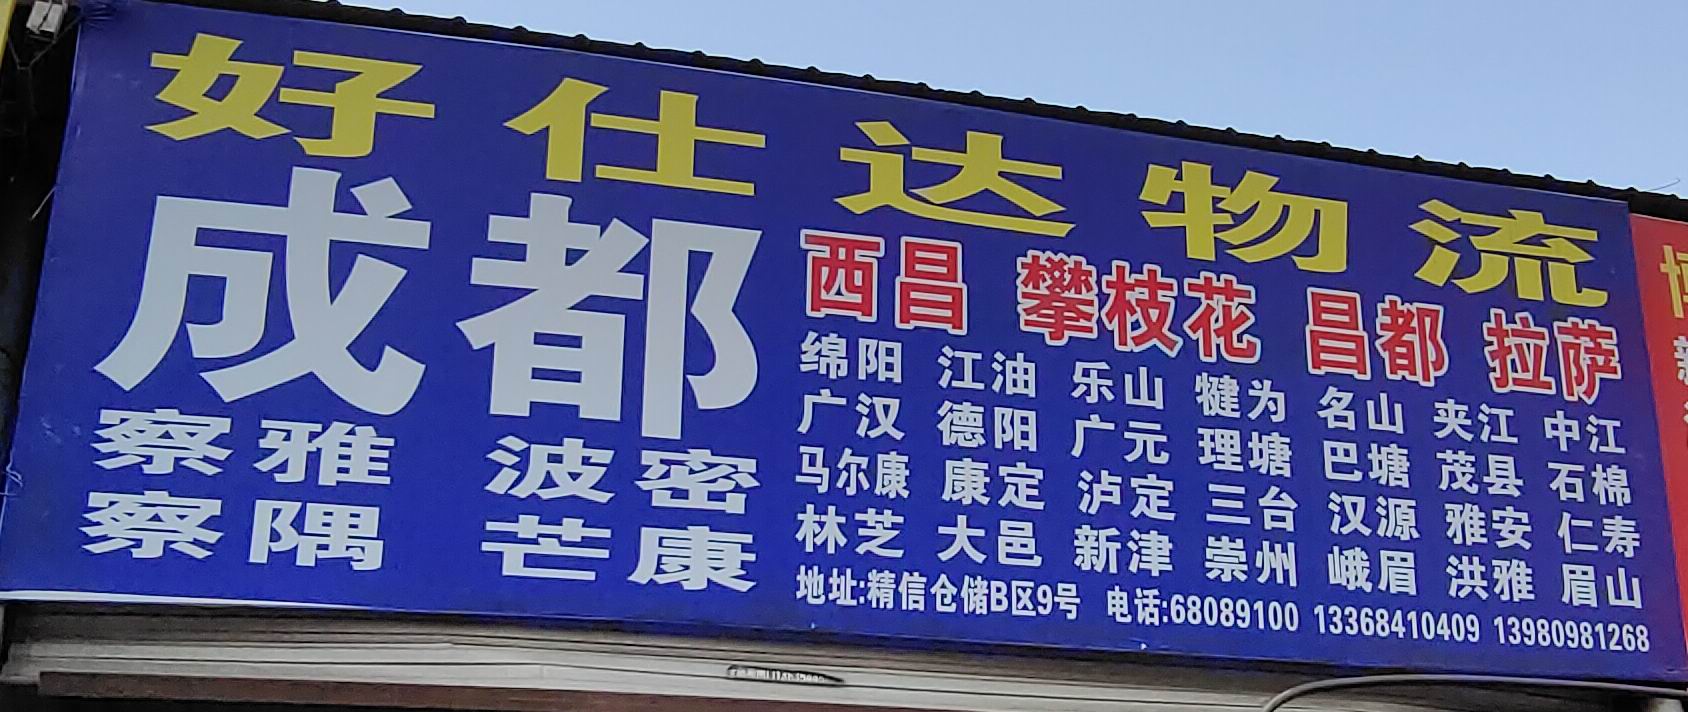 好仕达物流
成都
西昌 攀枝花 昌都 拉萨
绵阳 江油 乐山 犍为 名山 夹江 中江
广汉 德阳 广元 理塘 巴塘 茂县 石棉
马尔康 康定 泸定 三台 汉源 雅安 仁寿
林芝 大邑 新津 崇州 峨眉 洪雅 眉山
察雅 波密
察隅 芒康
地址:精信仓储B区9号 电话:68089100 13368410409 13980981268